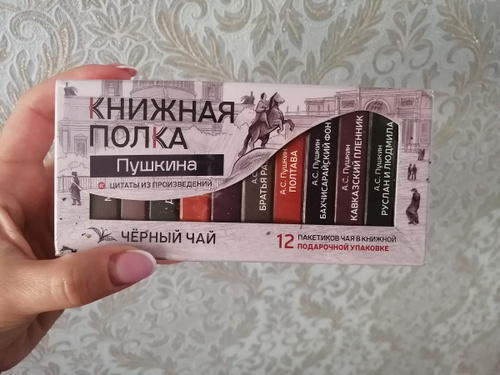 КНИЖНАЯ
ПОЛКА
Пушкина
ЦИТАТЫ ИЗ ПРОИЗВЕДЕНИЙ
ЧЁРНЫЙ ЧАЙ
БРАТЬЯ
А.С. Пушкин
ПОЛТАВА
А.С. Пушкин
БАХЧИСАРАЙСКИЙ ФОН
А.С. Пушкин
КАВКАЗСКИЙ ПЛЕННИК
А.С. Пушкин
РУСЛАН И ЛЮДМИЛА
12 ПАКЕТИКОВ ЧАЯ В КНИЖНОЙ
ПОДАРОЧНОЙ УПАКОВКЕ